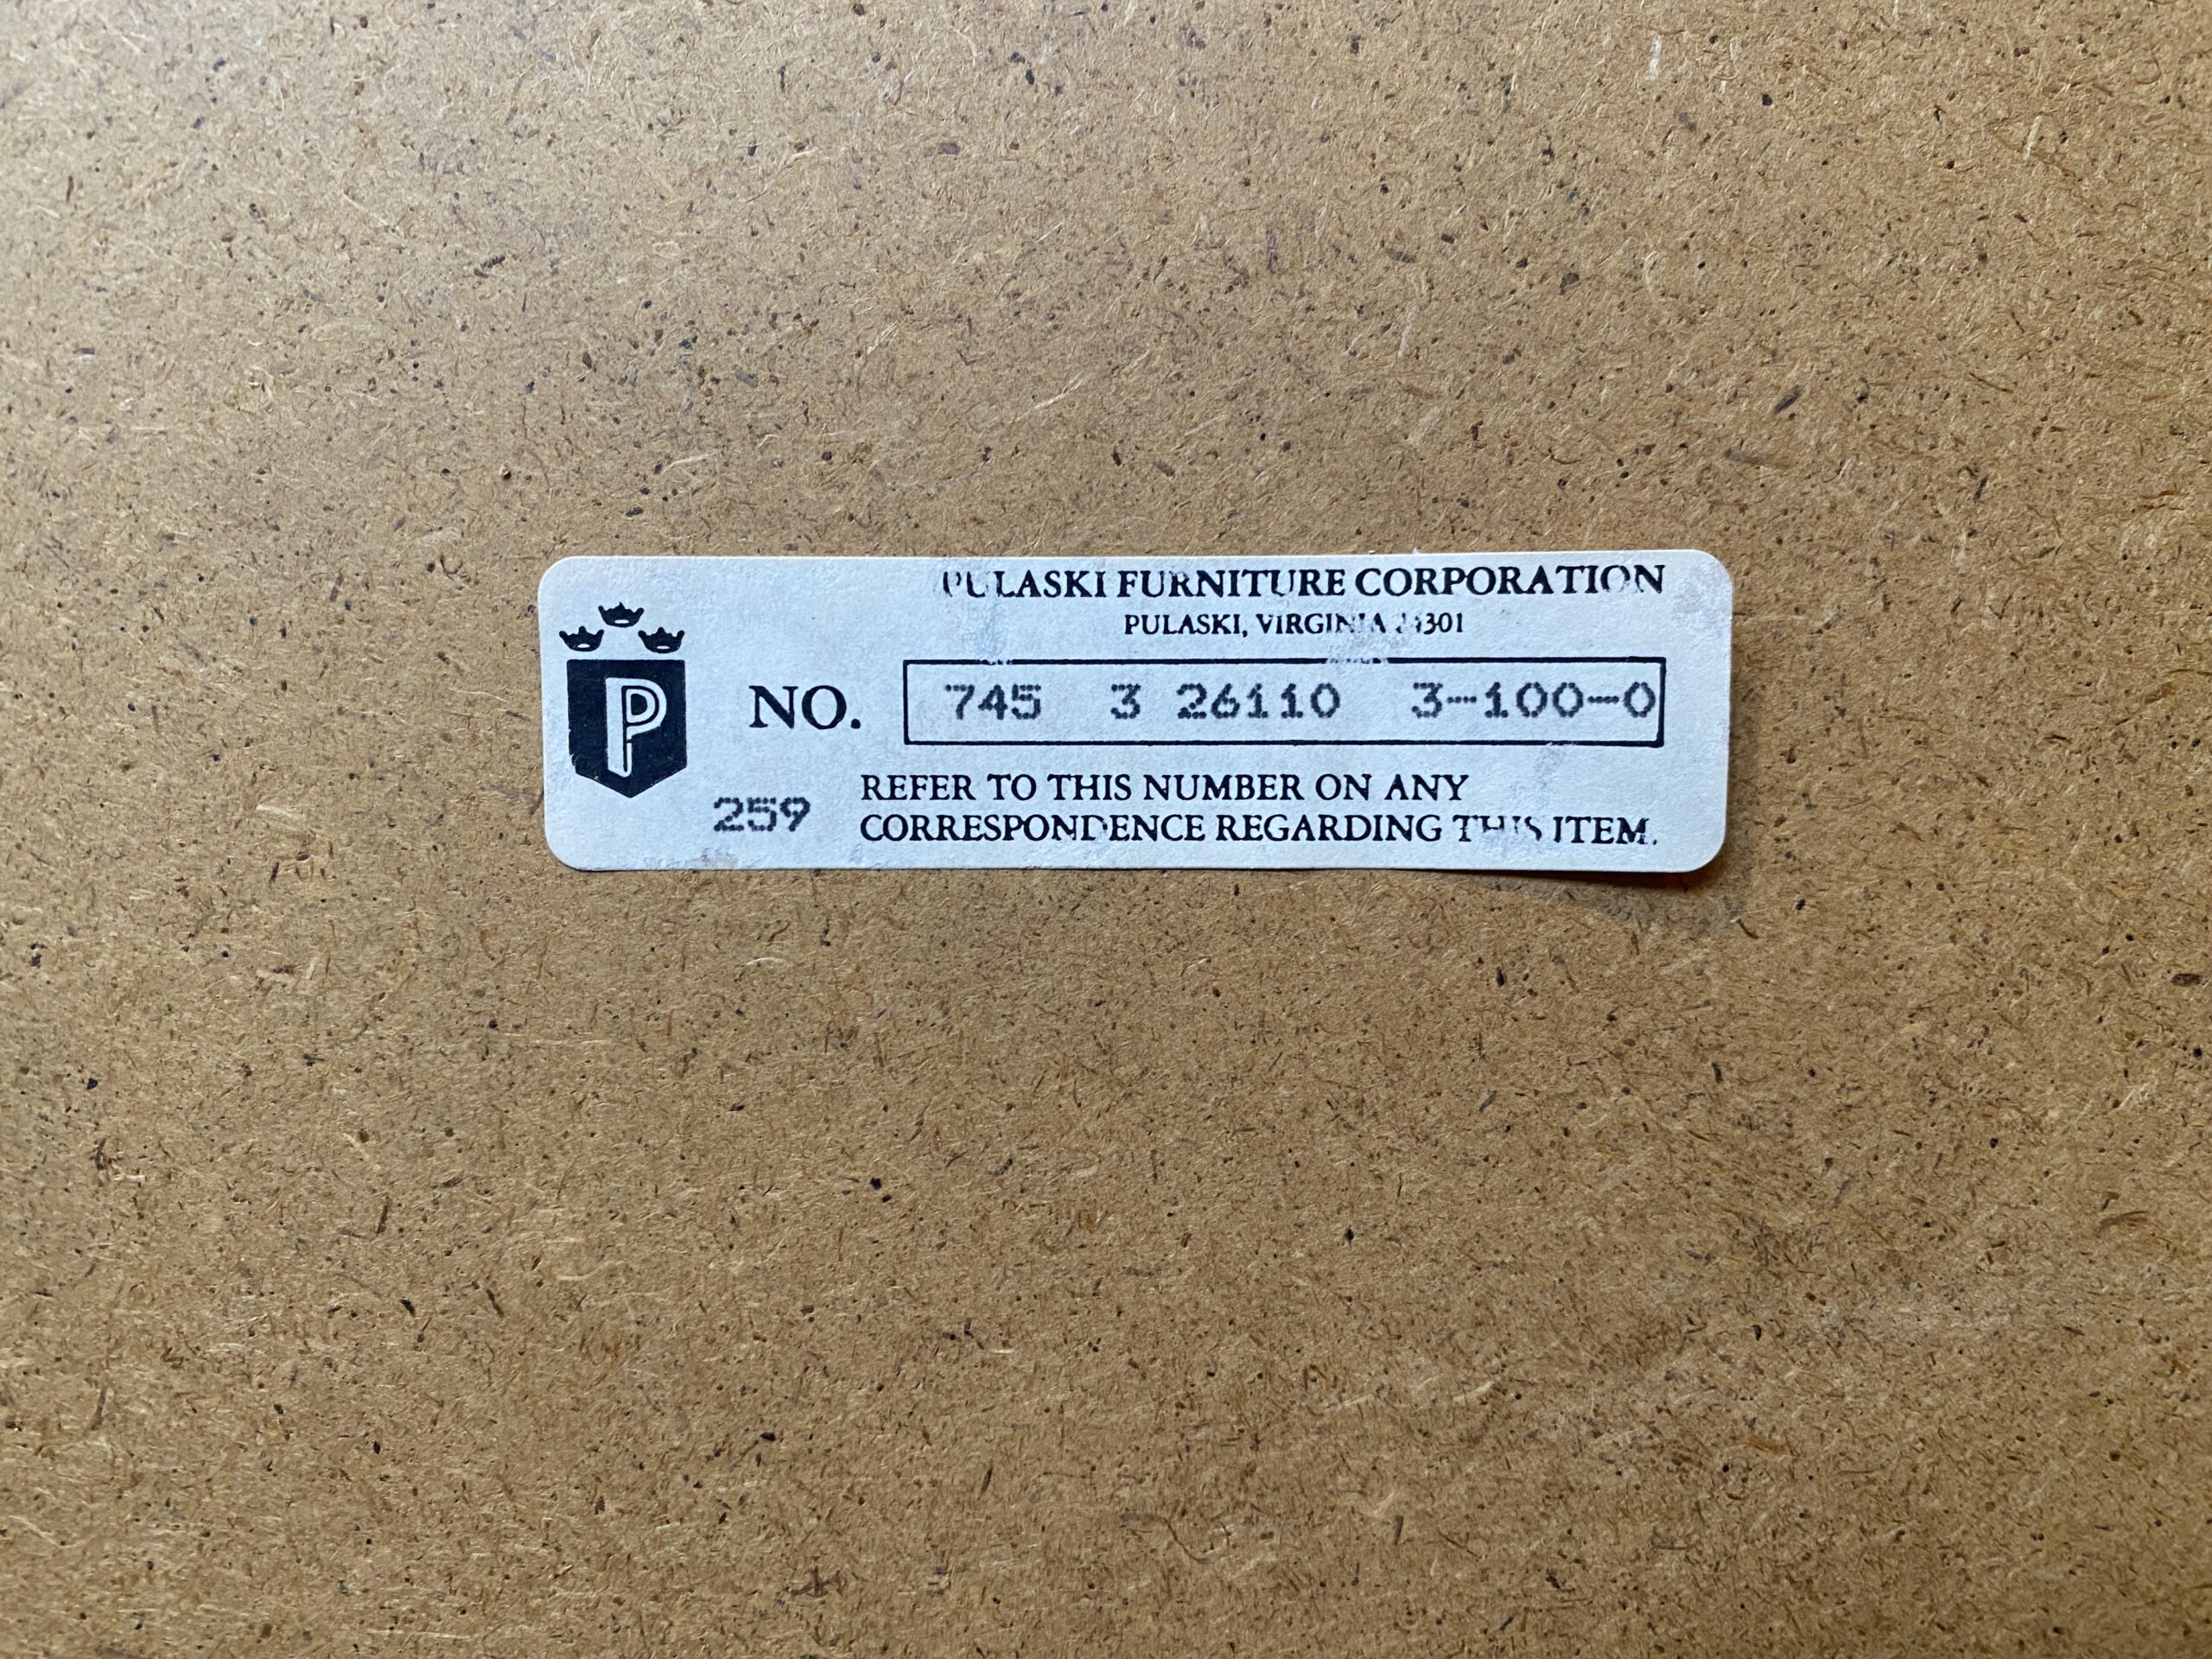 PULASKI FURNITURE CORPORATION
PULASKI, VIRGINIA
P
NO. 745 3 26110 3-100-0
REFER TO THIS NUMBER ON ANY
259 CORRESPONDENCE REGARDING THIS ITEM.